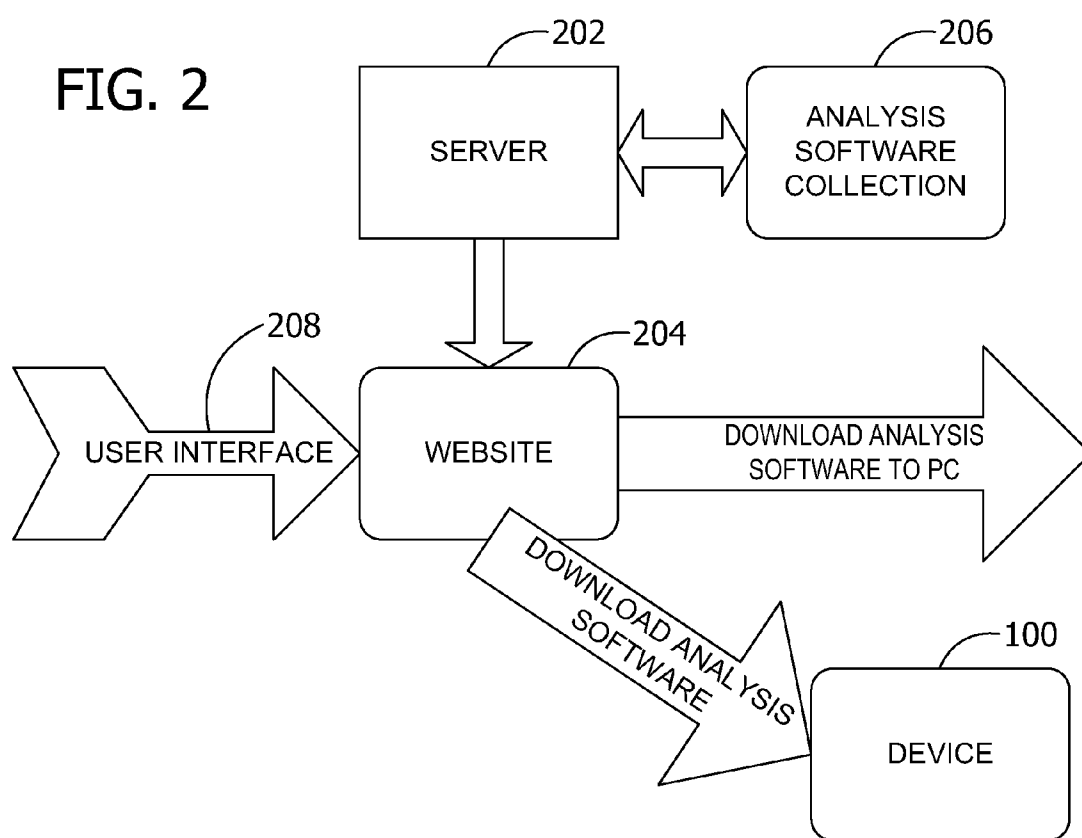 FIG. 2
202
206
SERVER
ANALYSIS
SOFTWARE
COLLECTION
208
204
USER INTERFACE
WEBSITE
DOWNLOAD ANALYSIS
SOFTWARE TO PC
DOWNLOAD ANALYSIS
SOFTWARE
100
DEVICE